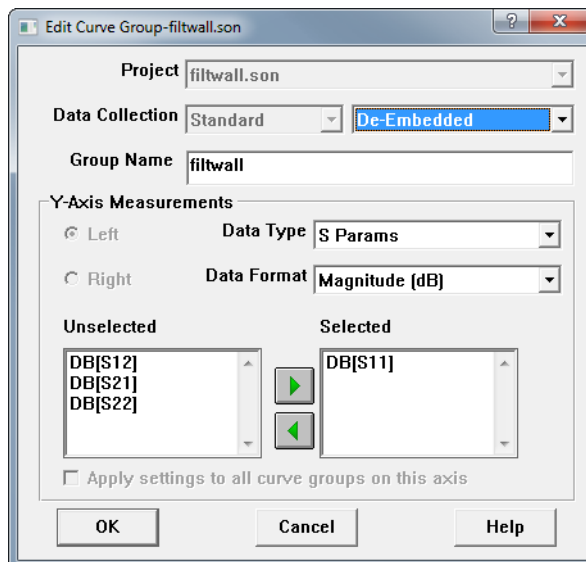 Edit Curve Group-filtwall.son
Project filtwall.son
Data Collection Standard De-Embedded
Group Name filtwall
Y-Axis Measurements
Left Data Type S Params
Right Data Format Magnitude (dB)
Unselected Selected
DB[S12] DB[S11]
DB[S21]
DB[S22]
Apply settings to all curve groups on this axis
OK Cancel Help